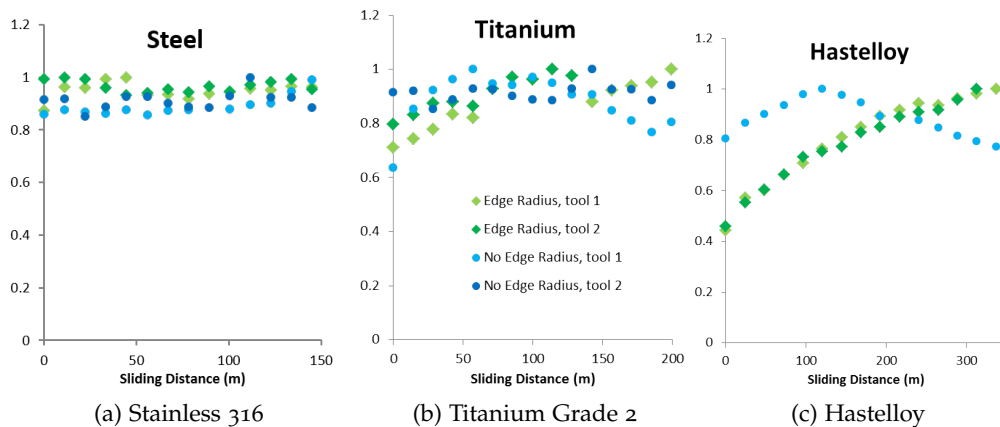 Steel
1.2
1
0.8
0.6
0.4
0.2
0
0
50
100
150
Sliding Distance (m)
(a) Stainless 316
Titanium
1.2
1
0.8
0.6
0.4
0.2
0
Edge Radius, tool 1
Edge Radius, tool 2
No Edge Radius, tool 1
No Edge Radius, tool 2
0
50
100
150
200
Sliding Distance (m)
(b) Titanium Grade 2
Hastelloy
1.2
1
0.8
0.6
0.4
0.2
0
0
100
200
300
Sliding Distance (m)
(c) Hastelloy